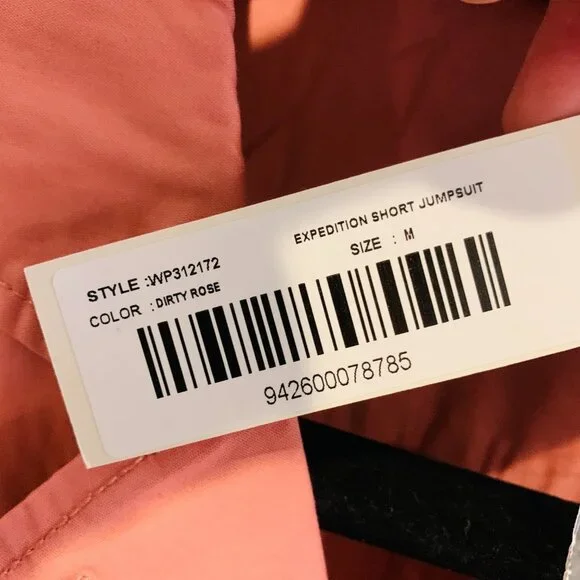 EXPEDITION SHORT JUMPSUIT
STYLE :WP312172
SIZE : M
COLOR : DIRTY ROSE
942600078785